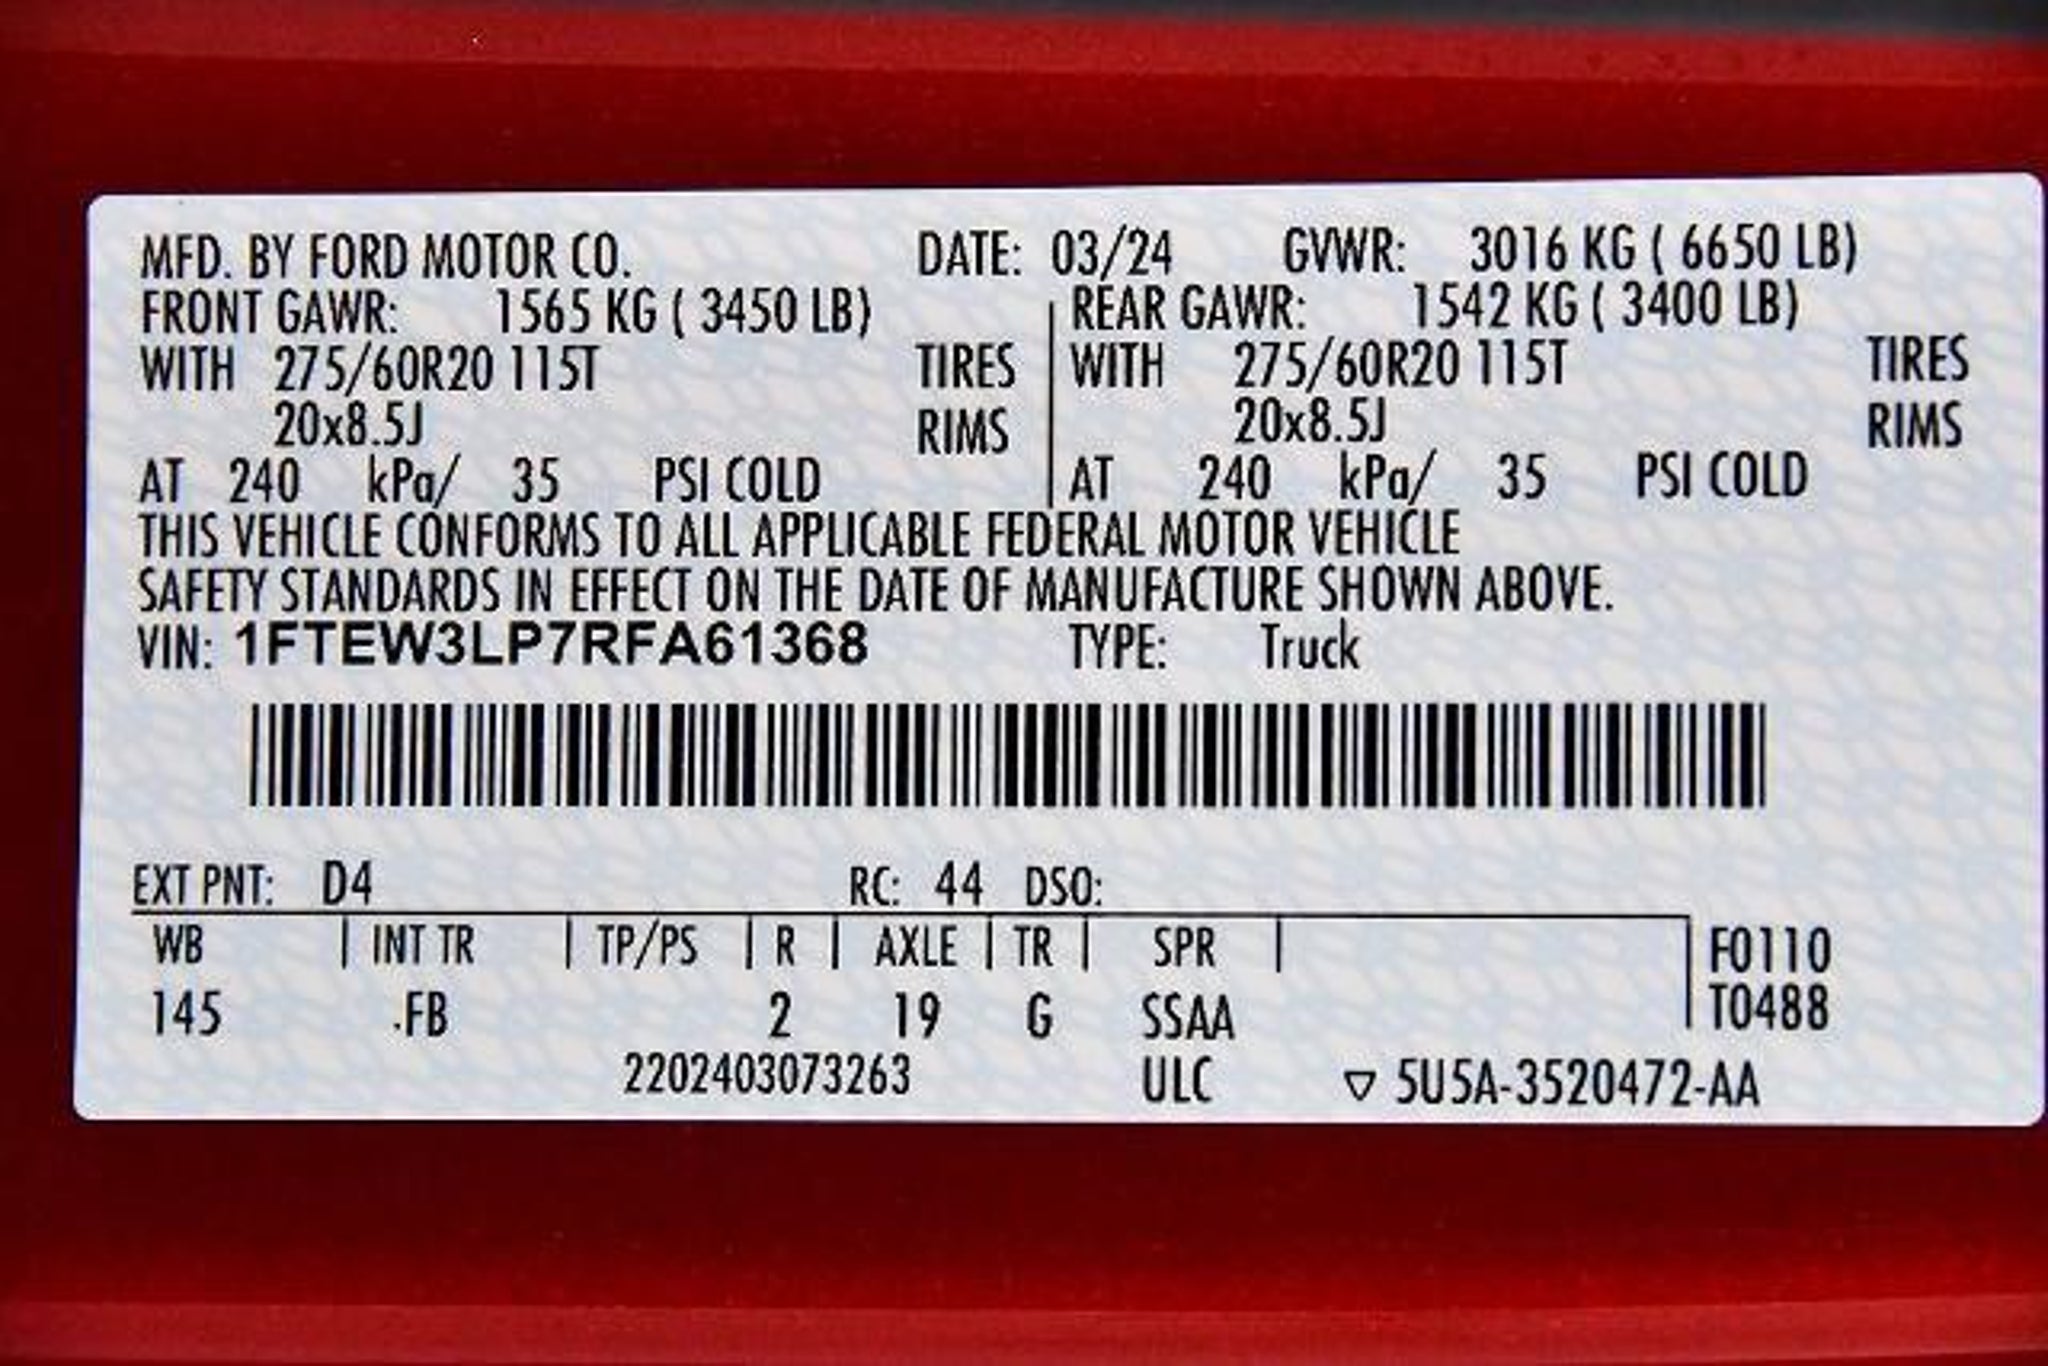 MFD. BY FORD MOTOR CO. DATE: 03/24 GVWR: 3016 KG ( 6650 LB)
FRONT GAWR: 1565 KG ( 3450 LB) REAR GAWR: 1542 KG ( 3400 LB)
WITH 275/60R20 115T TIRES WITH 275/60R20 115T TIRES
20x8.5J RIMS 20x8.5J RIMS
AT 240 kPa/ 35 PSI COLD AT 240 kPa/ 35 PSI COLD
THIS VEHICLE CONFORMS TO ALL APPLICABLE FEDERAL MOTOR VEHICLE
SAFETY STANDARDS IN EFFECT ON THE DATE OF MANUFACTURE SHOWN ABOVE.
VIN: 1FTEW3LP7RFA61368 TYPE: Truck
EXT PNT: D4 RC: 44 DSO:
WB INT TR TP/PS R AXLE TR SPR F0110
145 .FB 2 19 G SSAA T0488
2202403073263 ULC ▽ 5U5A-3520472-AA